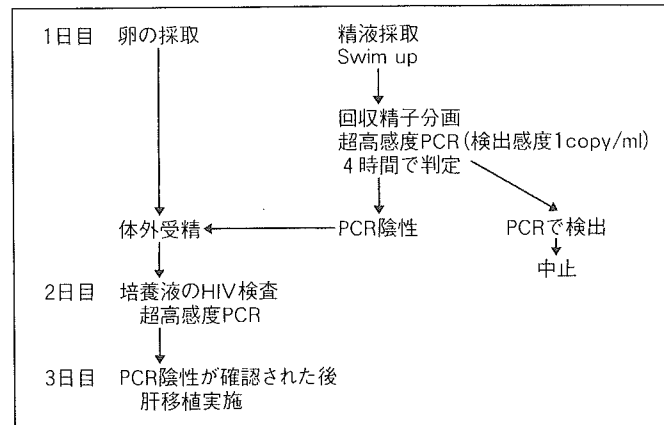 1日目 卵の採取 精液採取
Swim up
回収精子分画
超高感度PCR(検出感度1copy/ml)
4時間で判定
体外受精 PCR陰性 PCRで検出
中止
2日目 培養液のHIV検査
超高感度PCR
3日目 PCR陰性が確認された後
肝移植実施